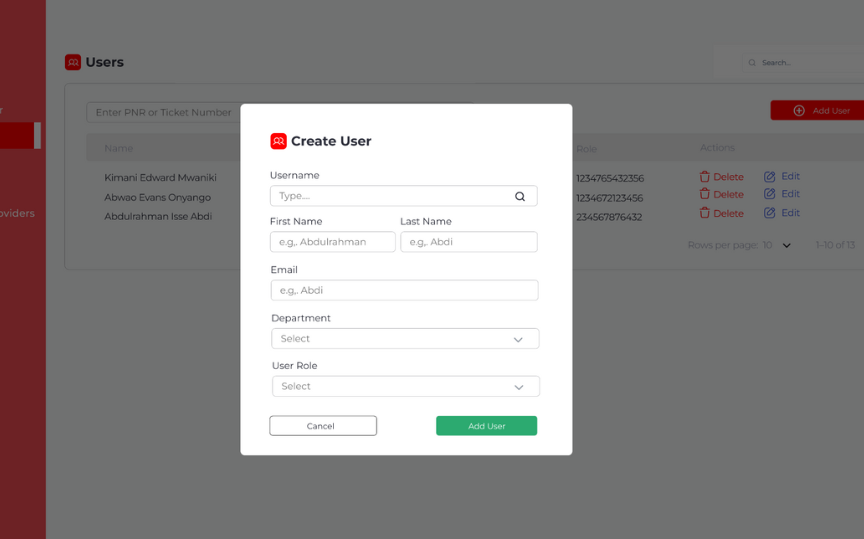 Users
Search...
r
Enter PNR or Ticket Number
Add User
Name
Role
Actions
Kimani Edward Mwaniki
1234765432356
Delete
Edit
Abwao Evans Onyango
1234672123456
Delete
Edit
Abdulrahman Isse Abdi
234567876432
Delete
Edit
oviders
Rows per page: 10
1-10 of 13
Create User
Username
Type....
First Name
Last Name
e.g,. Abdulrahman
e.g,. Abdi
Email
e.g,. Abdi
Department
Select
User Role
Select
Cancel
Add User